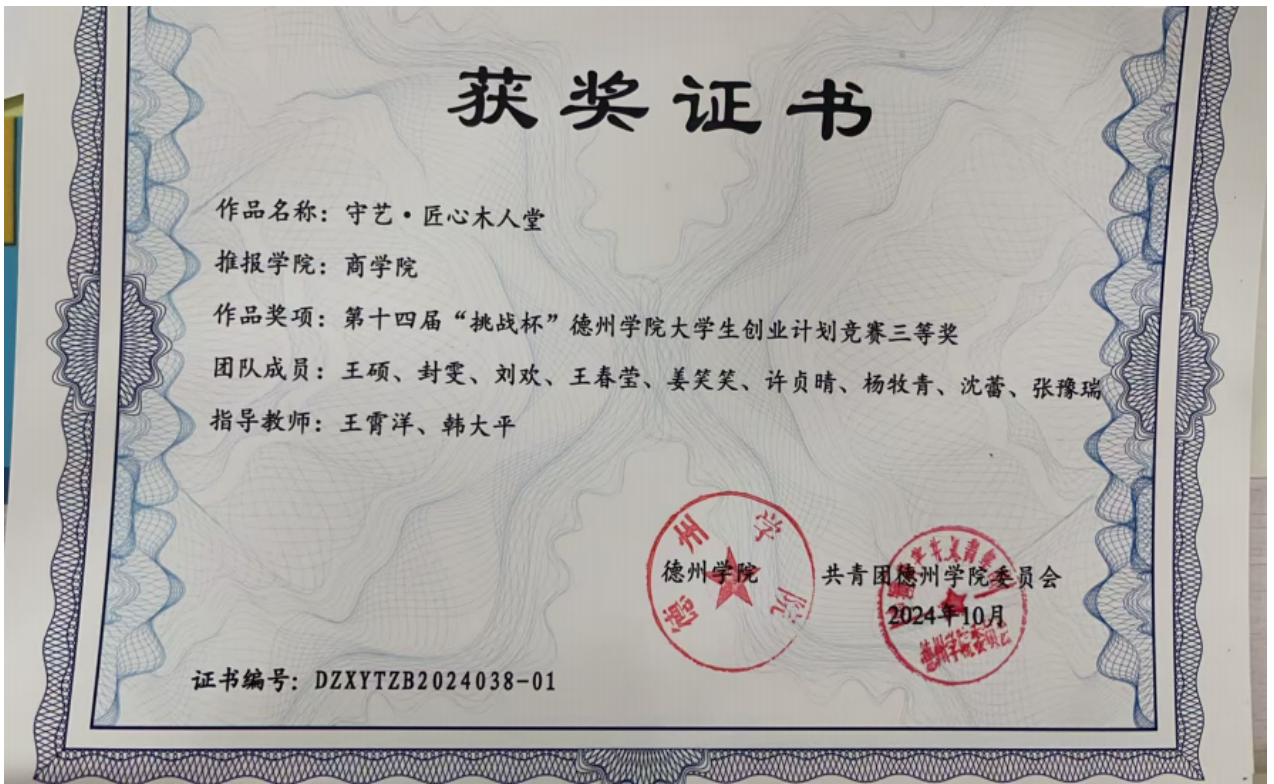 获奖证书
作品名称：守艺·匠心木人堂
推报学院：商学院
作品奖项：第十四届“挑战杯”德州学院大学生创业计划竞赛三等奖
团队成员：王硕、封雯、刘欢、王春莹、姜笑笑、许贞晴、杨牧青、沈蕾、张豫瑞
指导教师：王霄洋、韩大平
德州学院
德州学院 共青团德州学院委员会
2024年10月
证书编号：DZXYTZB2024038-01